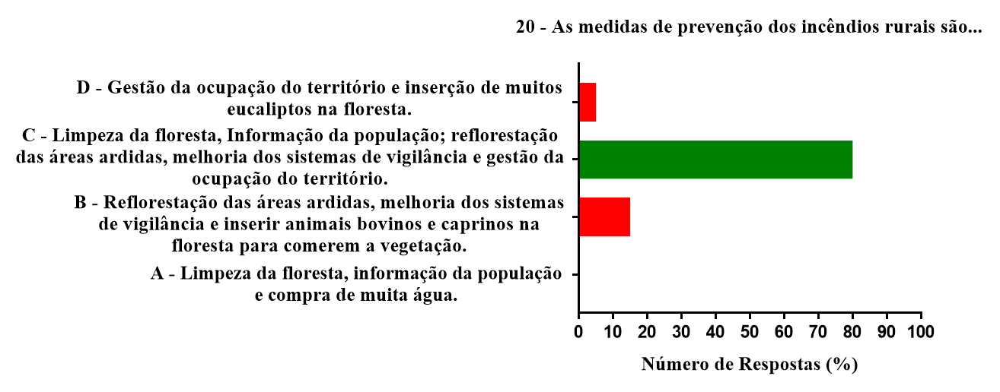 20 - As medidas de prevenção dos incêndios rurais são...
D - Gestão da ocupação do território e inserção de muitos
eucaliptos na floresta.
C - Limpeza da floresta, Informação da população; reflorestação
das áreas ardidas, melhoria dos sistemas de vigilância e gestão da
ocupação do território.
B - Reflorestação das áreas ardidas, melhoria dos sistemas
de vigilância e inserir animais bovinos e caprinos na
floresta para comerem a vegetação.
A - Limpeza da floresta, informação da população
e compra de muita água.
0 10 20 30 40 50 60 70 80 90 100
Número de Respostas (%)